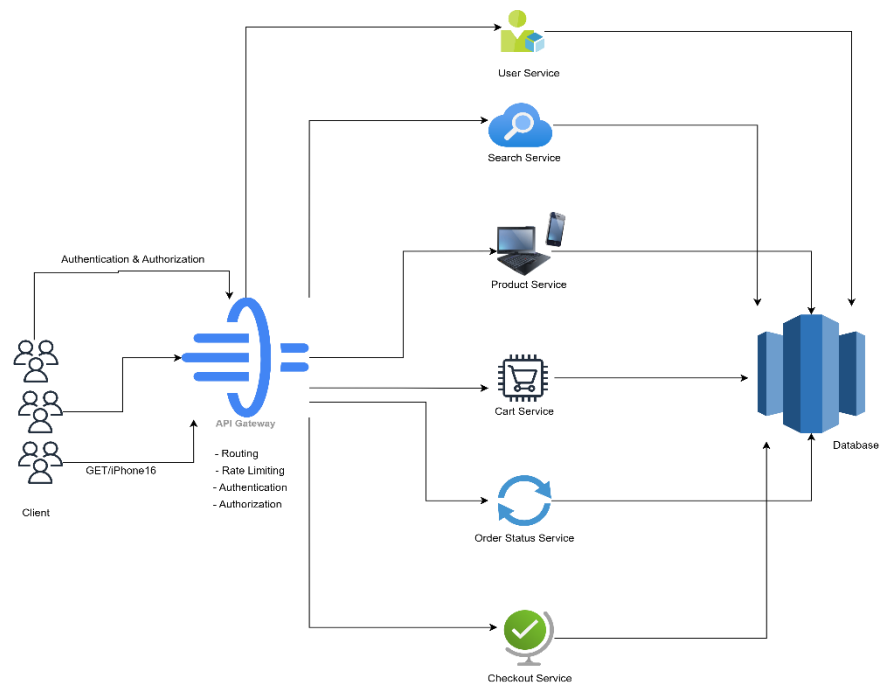 User Service
Search Service
Authentication & Authorization
Product Service
Cart Service
API Gateway
Database
- Routing
GET/iPhone16
- Rate Limiting
- Authentication
- Authorization
Client
Order Status Service
Checkout Service